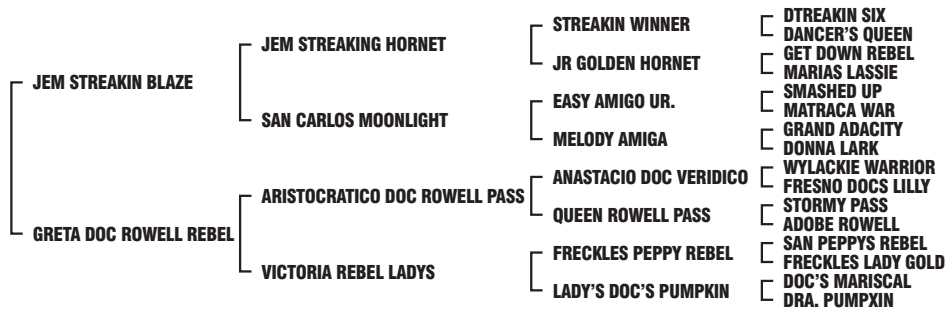 JEM STREAKIN BLAZE
GRETA DOC ROWELL REBEL
JEM STREAKING HORNET
SAN CARLOS MOONLIGHT
ARISTOCRATICO DOC ROWELL PASS
VICTORIA REBEL LADYS
STREAKIN WINNER
JR GOLDEN HORNET
EASY AMIGO UR.
MELODY AMIGA
ANASTACIO DOC VERIDICO
QUEEN ROWELL PASS
FRECKLES PEPPY REBEL
LADY'S DOC'S PUMPKIN
DTREAKIN SIX
DANCER'S QUEEN
GET DOWN REBEL
MARIAS LASSIE
SMASHED UP
MATRACA WAR
GRAND ADACITY
DONNA LARK
WYLACKIE WARRIOR
FRESNO DOCS LILLY
STORMY PASS
ADOBE ROWELL
SAN PEPPYS REBEL
FRECKLES LADY GOLD
DOC'S MARISCAL
DRA. PUMPXIN